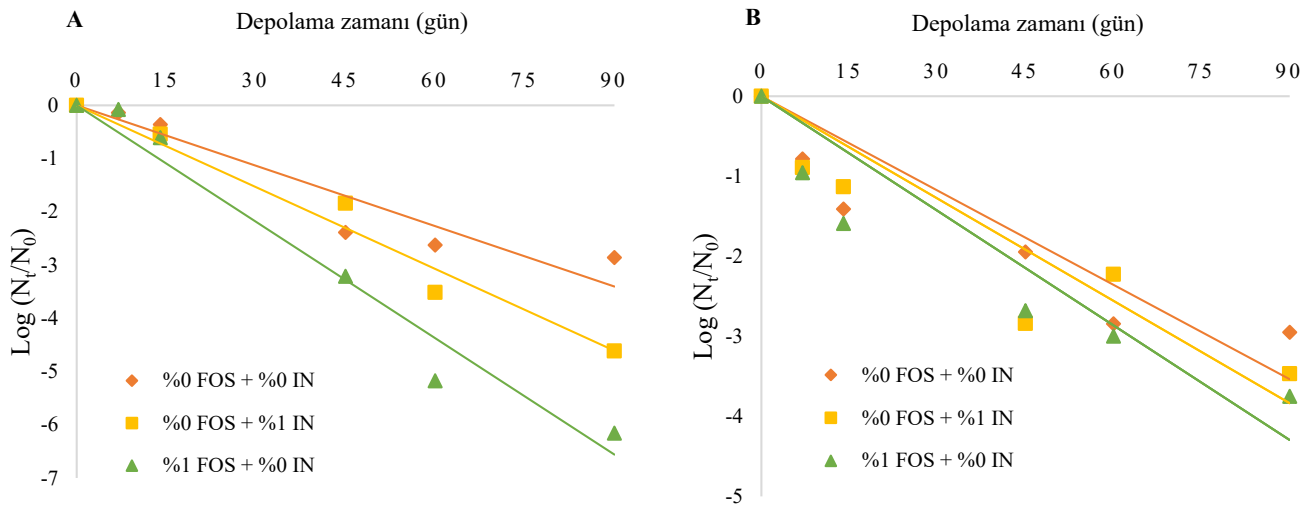 A
Depolama zamanı (gün)
0 15 30 45 60 75 90
0
-1
-2
-3
-4
-5
-6
-7
Log (Nt/N0)
%0 FOS + %0 IN
%0 FOS + %1 IN
%1 FOS + %0 IN
B
Depolama zamanı (gün)
0 15 30 45 60 75 90
0
-1
-2
-3
-4
-5
Log (Nt/N0)
%0 FOS + %0 IN
%0 FOS + %1 IN
%1 FOS + %0 IN